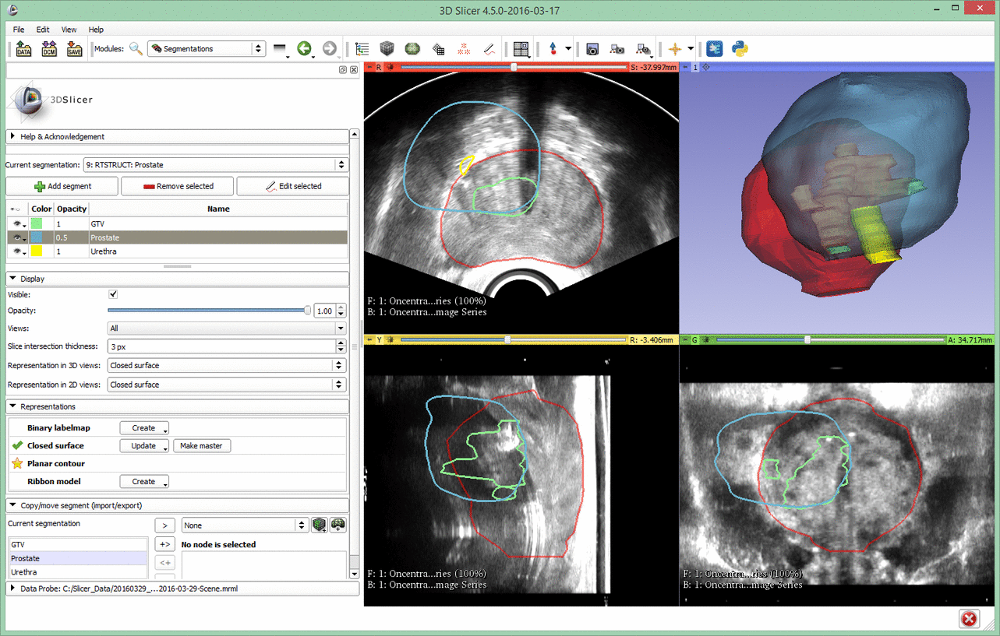 3D Slicer 4.5.0-2016-03-17
File Edit View Help
DATA DCM SAVE Modules: Segmentations
R S: -37.997mm
1
3DSlicer
Help & Acknowledgement
Current segmentation: 9: RTSTRUCT: Prostate
Add segment Remove selected Edit selected
Color Opacity Name
1 GTV
0.5 Prostate
1 Urethra
Display
Visible:
Opacity: 1.00
Views: All
Slice intersection thickness: 3 px
Representation in 3D views: Closed surface
Representation in 2D views: Closed surface
Representations
Binary labelmap Create
Closed surface Update Make master
Planar contour
Ribbon model Create
Copy/move segment (import/export)
Current segmentation > None
GTV +> No node is selected
Prostate <+
Urethra
Data Probe: C:/Slicer_Data/20160329_...2016-03-29-Scene.mrml
F: 1: Oncentra...ries (100%)
B: 1: Oncentra...mage Series
Y R: -3.406mm
F: 1: Oncentra...ries (100%)
B: 1: Oncentra...mage Series
G A: 34.717mm
F: 1: Oncentra...ries (100%)
B: 1: Oncentra...mage Series